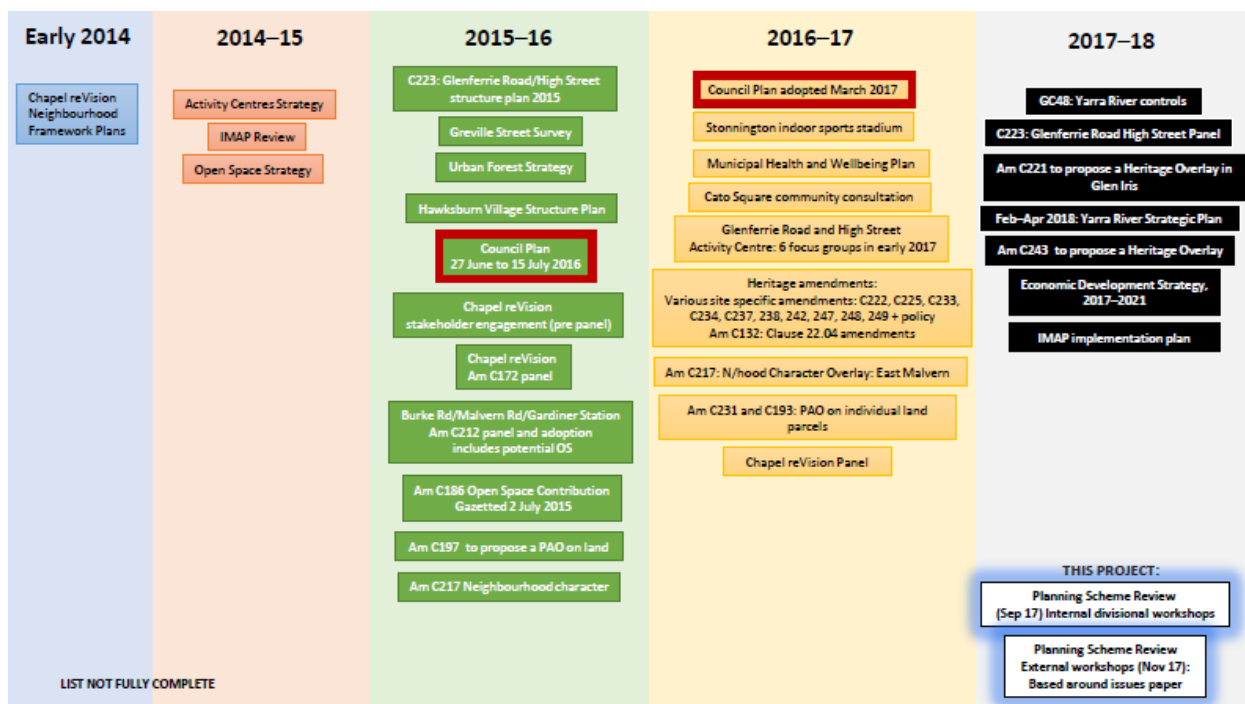 Early 2014
Chapel reVision
Neighbourhood
Framework Plans
2014–15
Activity Centres Strategy
IMAP Review
Open Space Strategy
2015–16
C223: Glenferrie Road/High Street
structure plan 2015
Greville Street Survey
Urban Forest Strategy
Hawksburn Village Structure Plan
Council Plan
27 June to 15 July 2016
Chapel reVision
stakeholder engagement (pre panel)
Chapel reVision
Am C172 panel
Burke Rd/Malvern Rd/Gardiner Station
Am C212 panel and adoption
includes potential OS
Am C186 Open Space Contribution
Gazetted 2 July 2015
Am C197 to propose a PAO on land
Am C217 Neighbourhood character
2016–17
Council Plan adopted March 2017
Stonnington indoor sports stadium
Municipal Health and Wellbeing Plan
Cato Square community consultation
Glenferrie Road and High Street
Activity Centre: 6 focus groups in early 2017
Heritage amendments:
Various site specific amendments: C222, C225, C233,
C234, C237, 238, 242, 247, 248, 249 + policy
Am C132: Clause 22.04 amendments
Am C217: N/hood Character Overlay: East Malvern
Am C231 and C193: PAO on individual land
parcels
Chapel reVision Panel
2017–18
GC48: Yarra River controls
C223: Glenferrie Road High Street Panel
Am C221 to propose a Heritage Overlay in
Glen Iris
Feb–Apr 2018: Yarra River Strategic Plan
Am C243 to propose a Heritage Overlay
Economic Development Strategy,
2017–2021
IMAP implementation plan
THIS PROJECT:
Planning Scheme Review
(Sep 17) Internal divisional workshops
Planning Scheme Review
External workshops (Nov 17):
Based around issues paper
LIST NOT FULLY COMPLETE